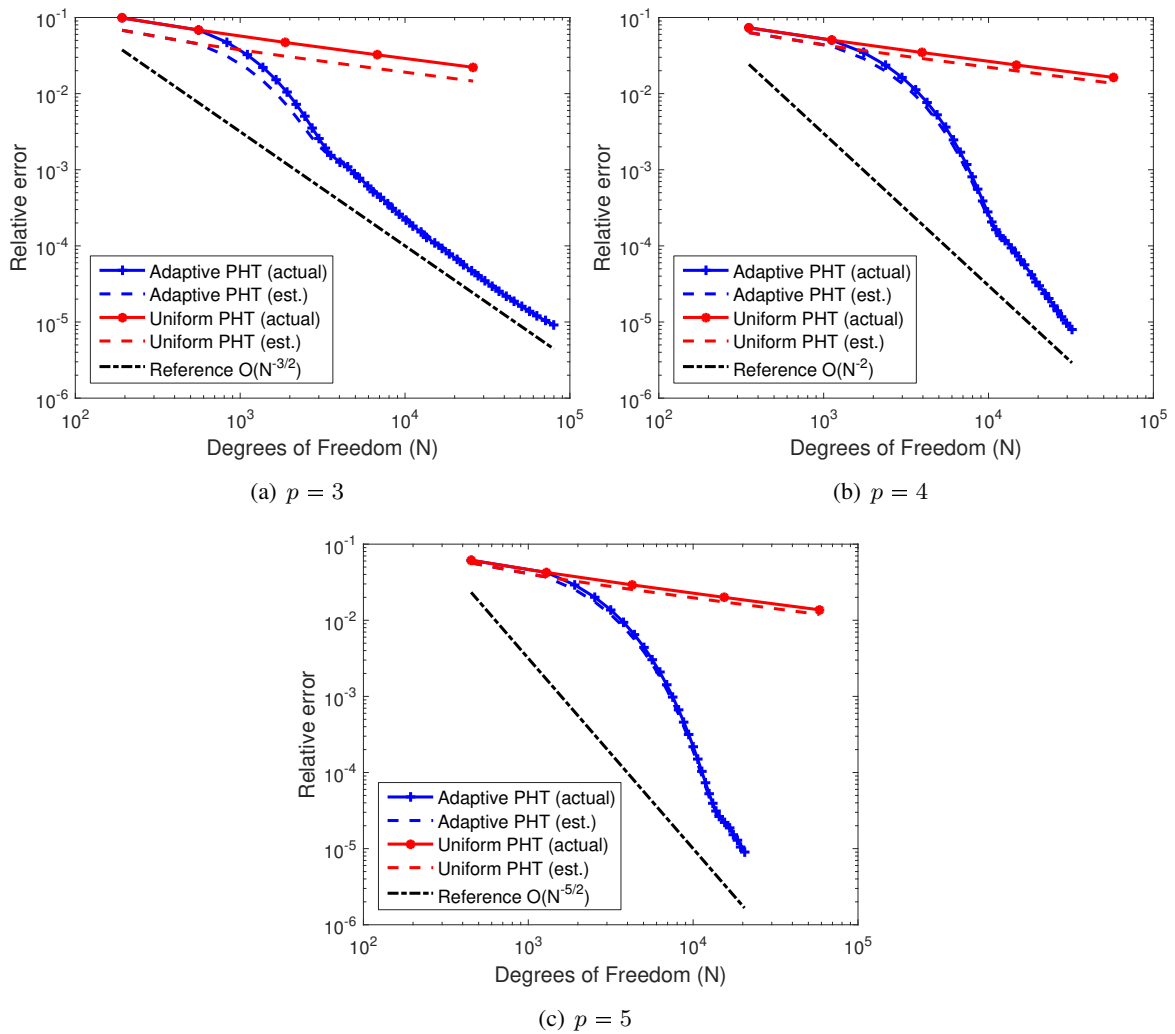 10^-1
10^-2
10^-3
10^-4
10^-5
10^-6
Relative error
Adaptive PHT (actual)
Adaptive PHT (est.)
Uniform PHT (actual)
Uniform PHT (est.)
Reference O(N^-3/2)
10^2 10^3 10^4 10^5
Degrees of Freedom (N)
(a) p = 3
10^-1
10^-2
10^-3
10^-4
10^-5
10^-6
Relative error
Adaptive PHT (actual)
Adaptive PHT (est.)
Uniform PHT (actual)
Uniform PHT (est.)
Reference O(N^-2)
10^2 10^3 10^4 10^5
Degrees of Freedom (N)
(b) p = 4
10^-1
10^-2
10^-3
10^-4
10^-5
10^-6
Relative error
Adaptive PHT (actual)
Adaptive PHT (est.)
Uniform PHT (actual)
Uniform PHT (est.)
Reference O(N^-5/2)
10^2 10^3 10^4 10^5
Degrees of Freedom (N)
(c) p = 5